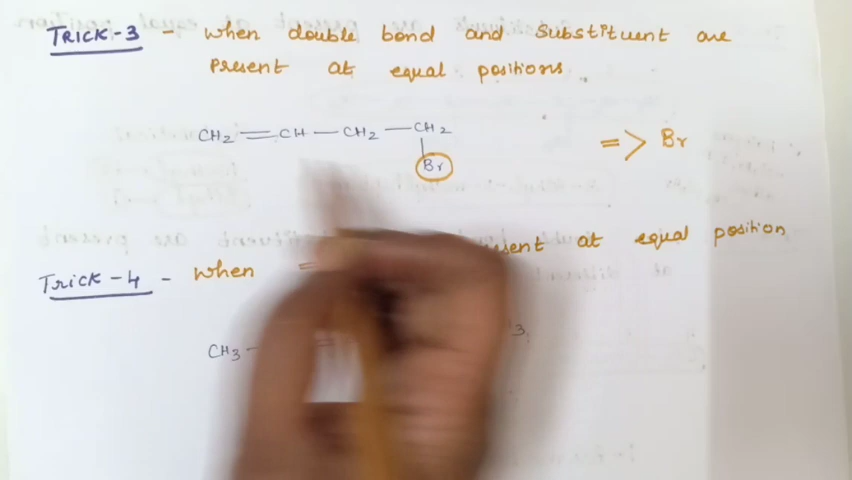 TRICK-3 - when double bond and substituent are
present at equal positions
CH2 = CH - CH2 - CH2
Br
=> Br
Trick-4 - when = present at equal position
CH3 - = 3